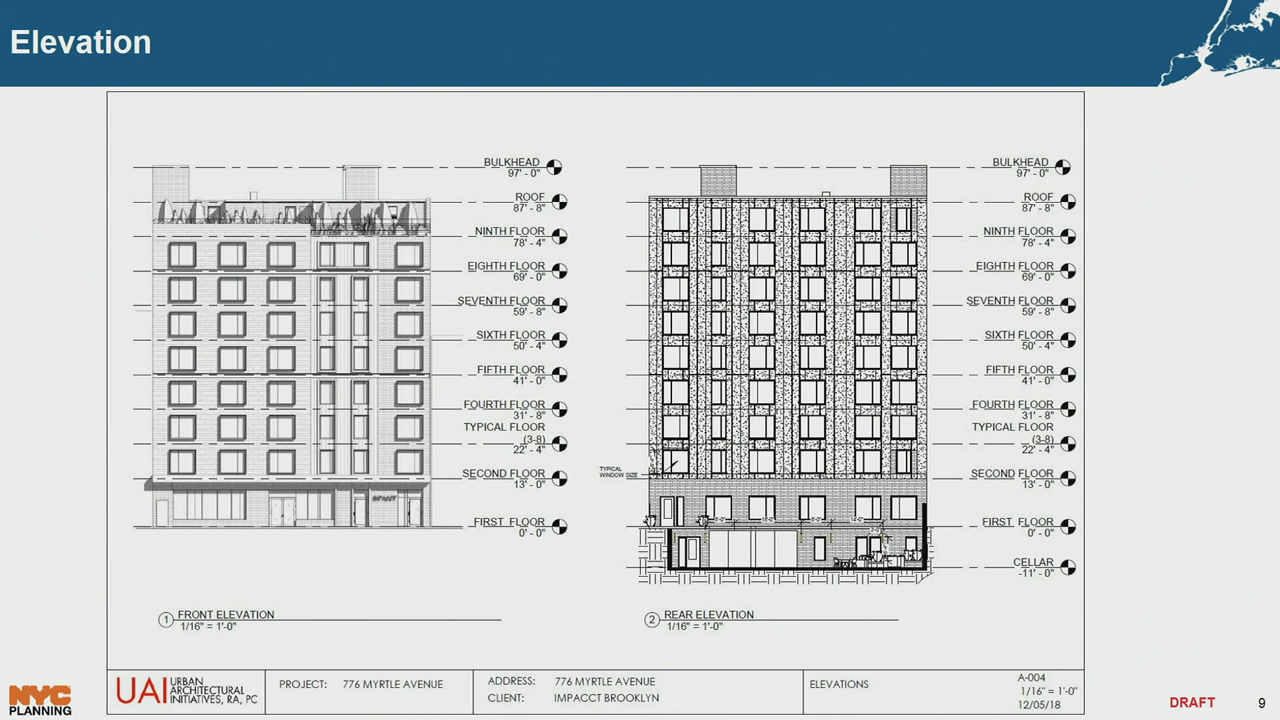 Elevation
BULKHEAD
97' - 0"
ROOF
87' - 8"
NINTH FLOOR
78' - 4"
EIGHTH FLOOR
69' - 0"
SEVENTH FLOOR
59' - 8"
SIXTH FLOOR
50' - 4"
FIFTH FLOOR
41' - 0"
FOURTH FLOOR
31' - 8"
TYPICAL FLOOR
(3-8)
22' - 4"
SECOND FLOOR
13' - 0"
FIRST FLOOR
0' - 0"
1 FRONT ELEVATION
1/16" = 1'-0"
BULKHEAD
97' - 0"
ROOF
87' - 8"
NINTH FLOOR
78' - 4"
EIGHTH FLOOR
69' - 0"
SEVENTH FLOOR
59' - 8"
SIXTH FLOOR
50' - 4"
FIFTH FLOOR
41' - 0"
FOURTH FLOOR
31' - 8"
TYPICAL FLOOR
(3-8)
22' - 4"
TYPICAL
WINDOW SIZE
SECOND FLOOR
13' - 0"
FIRST FLOOR
0' - 0"
CELLAR
-11' - 0"
2 REAR ELEVATION
1/16" = 1'-0"
UAI URBAN
ARCHITECTURAL
INITIATIVES, RA, PC
PROJECT: 776 MYRTLE AVENUE
ADDRESS: 776 MYRTLE AVENUE
CLIENT: IMPACCT BROOKLYN
ELEVATIONS
A-004
1/16" = 1'-0"
12/05/18
NYC
PLANNING
DRAFT
9